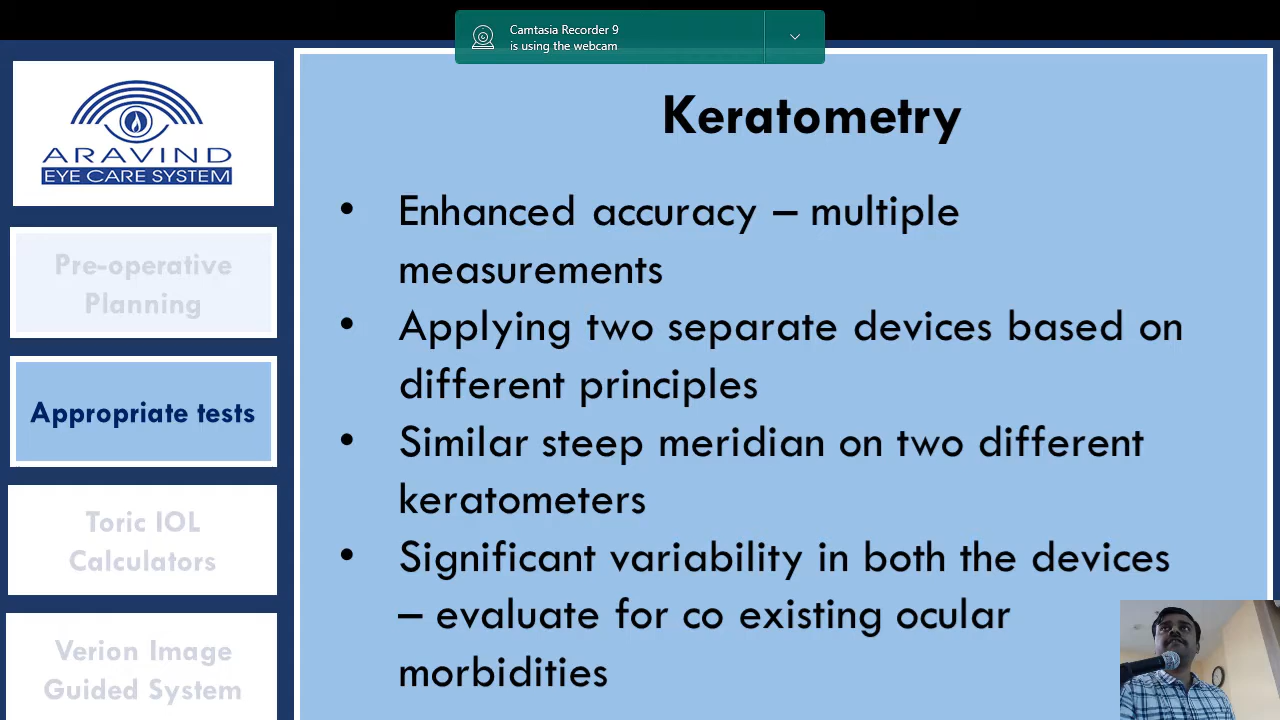 Camtasia Recorder 9
is using the webcam
ARAVIND
EYE CARE SYSTEM
Pre-operative
Planning
Appropriate tests
Toric IOL
Calculators
Verion Image
Guided System
Keratometry
• Enhanced accuracy – multiple
measurements
• Applying two separate devices based on
different principles
• Similar steep meridian on two different
keratometers
• Significant variability in both the devices
– evaluate for co existing ocular
morbidities